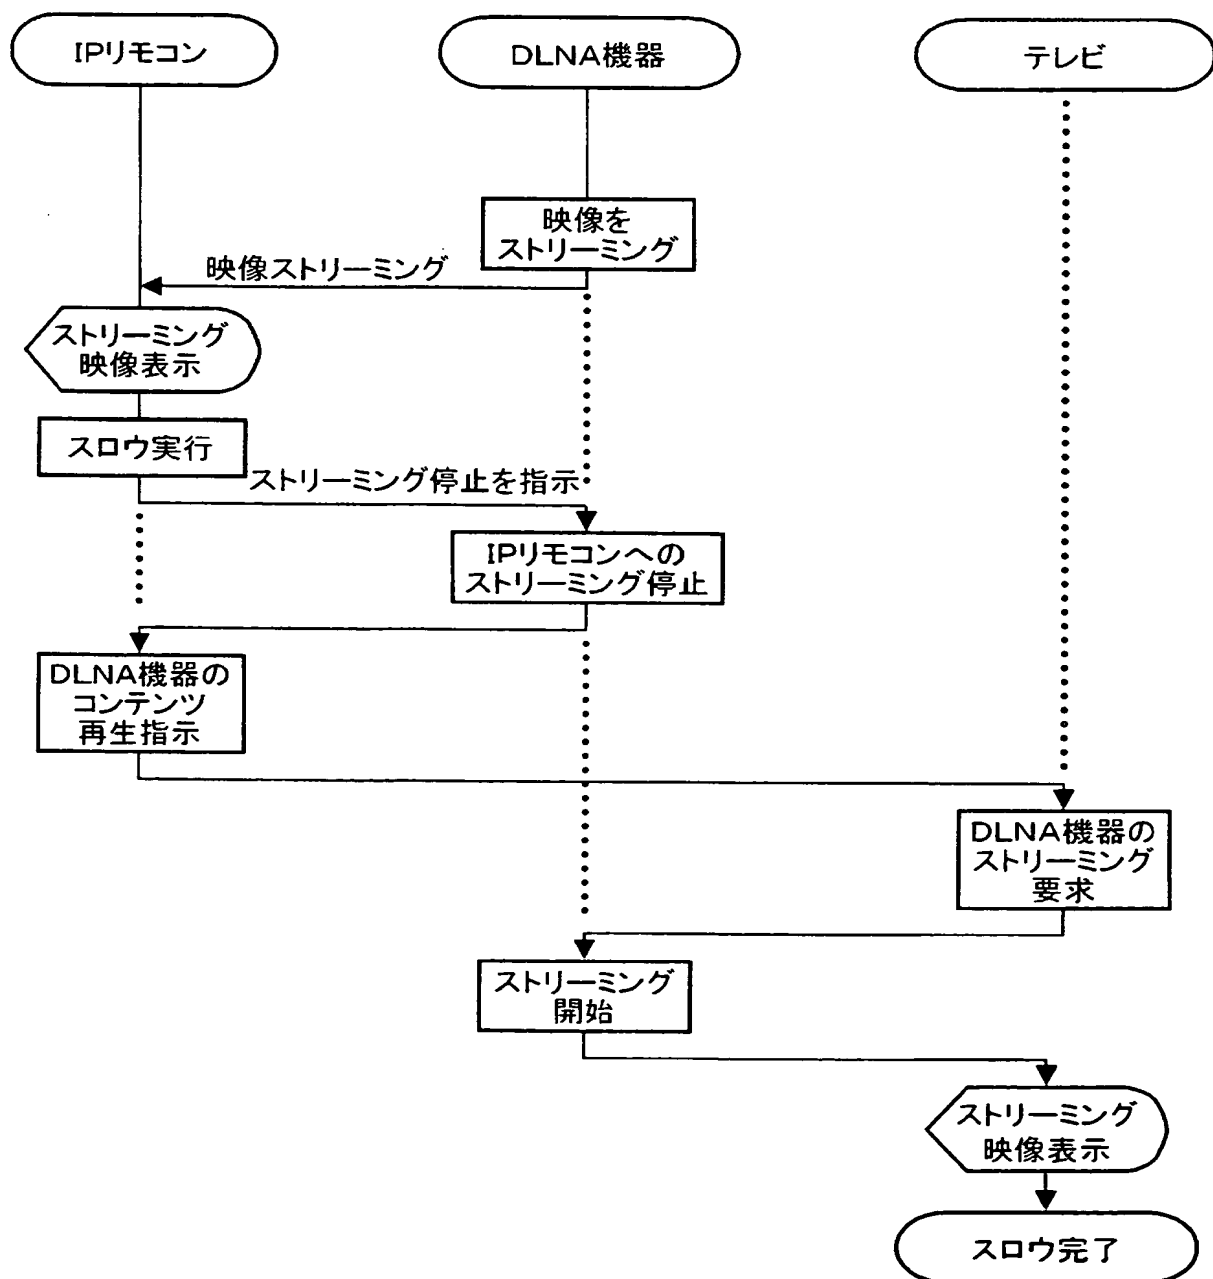 IPリモコン
DLNA機器
テレビ
映像を
ストリーミング
映像ストリーミング
ストリーミング
映像表示
スロウ実行
ストリーミング停止を指示
IPリモコンへの
ストリーミング停止
DLNA機器の
コンテンツ
再生指示
DLNA機器の
ストリーミング
要求
ストリーミング
開始
ストリーミング
映像表示
スロウ完了